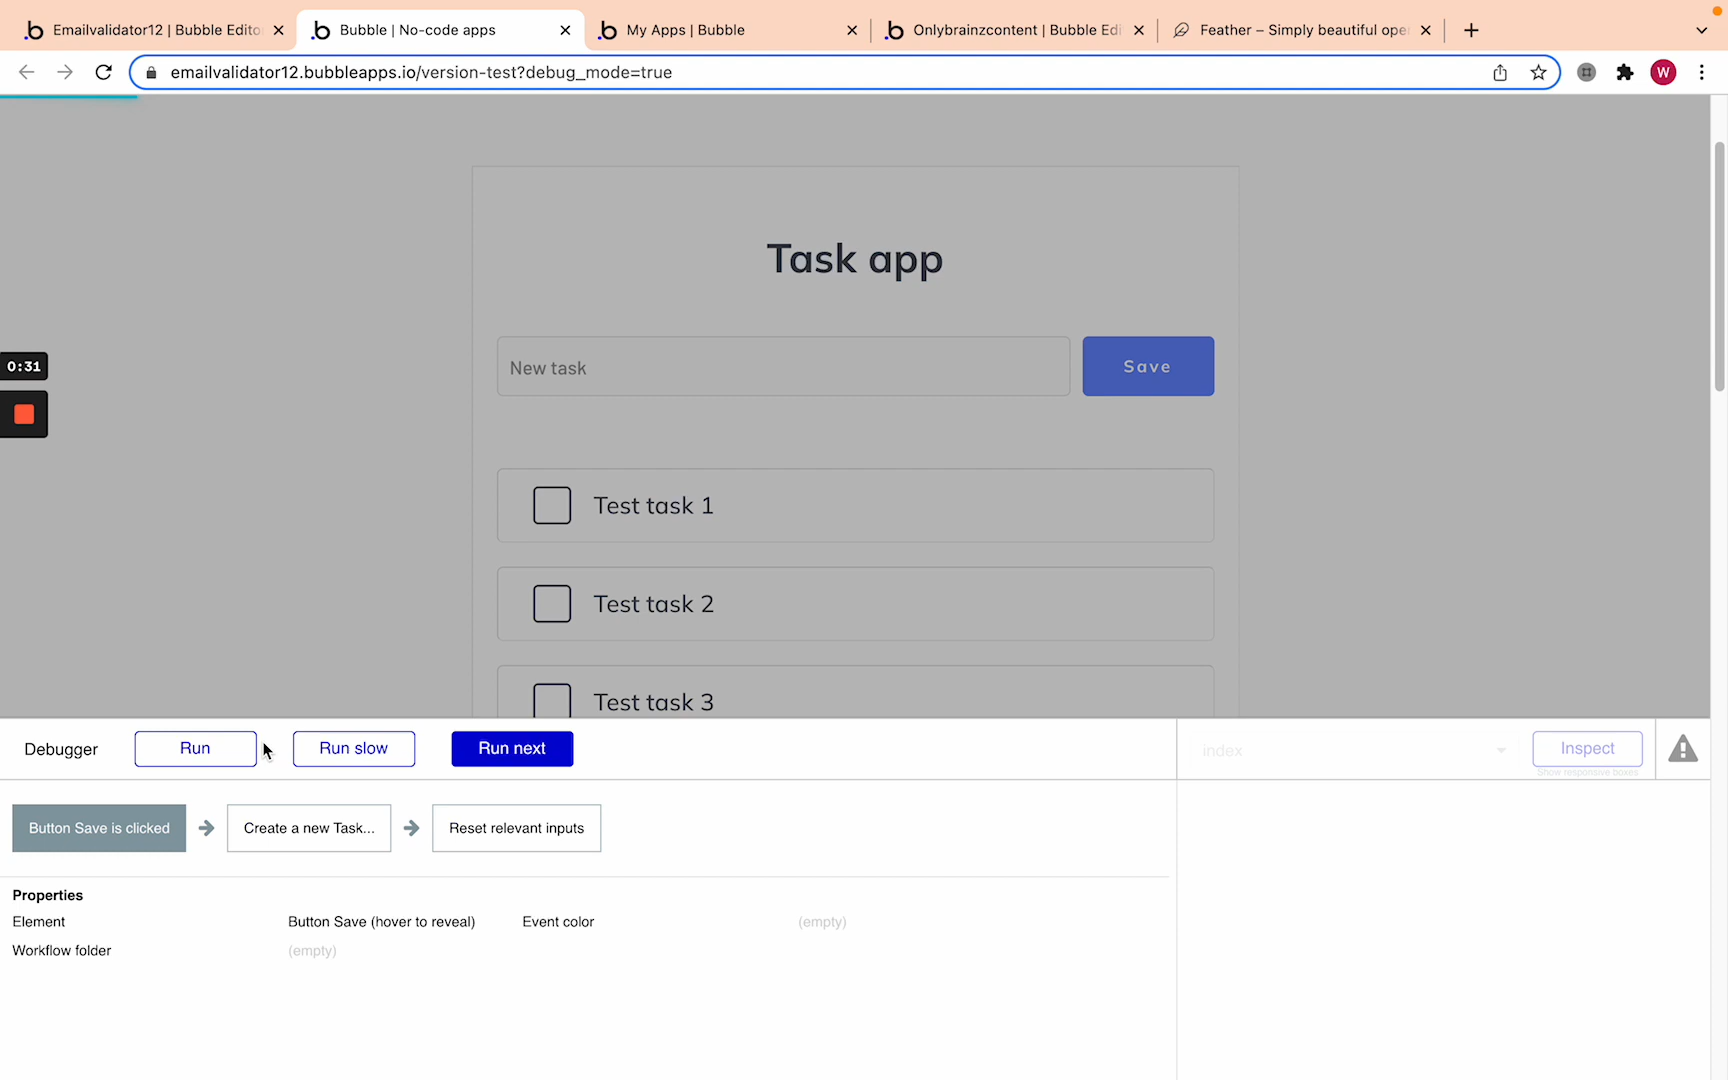 Emailvalidator12 | Bubble Edito
Bubble | No-code apps
My Apps | Bubble
Onlybrainzcontent | Bubble Edi
Feather – Simply beautiful ope
emailvalidator12.bubbleapps.io/version-test?debug_mode=true
W
Task app
New task
Save
0:31
Test task 1
Test task 2
Test task 3
Debugger
Run
Run slow
Run next
index
Inspect
Show responsive boxes
Button Save is clicked
Create a new Task...
Reset relevant inputs
Properties
Element
Button Save (hover to reveal)
Event color
(empty)
Workflow folder
(empty)